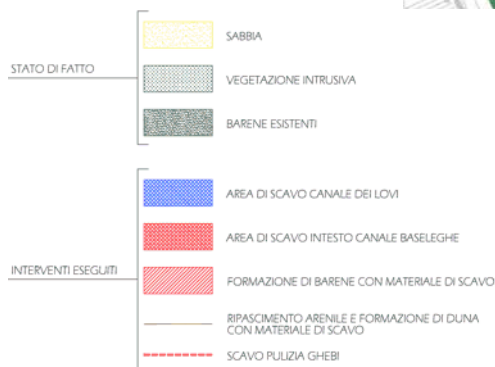 STATO DI FATTO
SABBIA
VEGETAZIONE INTRUSIVA
BARENE ESISTENTI
INTERVENTI ESEGUITI
AREA DI SCAVO CANALE DEI LOVI
AREA DI SCAVO INTESTO CANALE BASELEGHE
FORMAZIONE DI BARENE CON MATERIALE DI SCAVO
RIPASCIMENTO ARENILE E FORMAZIONE DI DUNA
CON MATERIALE DI SCAVO
SCAVO PULIZIA GHEBI